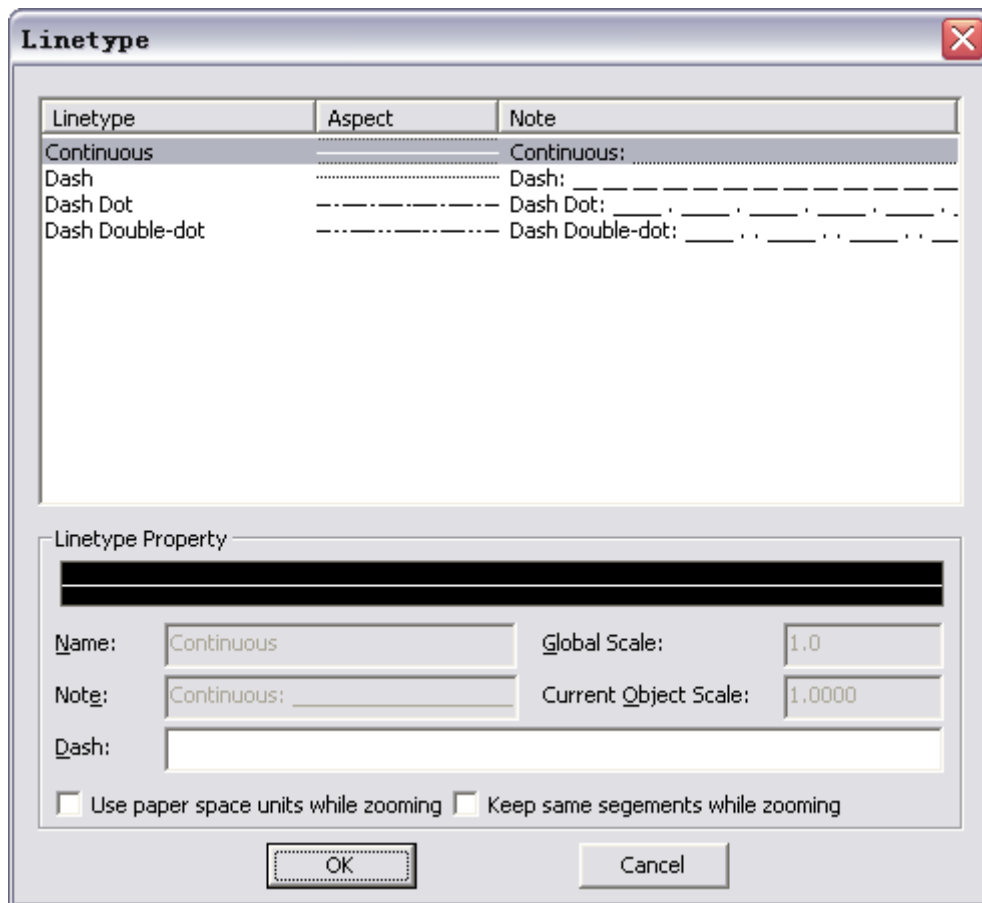 Linetype
Linetype Aspect Note
Continuous Continuous:
Dash Dash: __ __ __ __ __ __ __ __ __ __ __ __
Dash Dot Dash Dot: ____ . ____ . ____ . ____ . ____ . .
Dash Double-dot Dash Double-dot: ____ . . ____ . . ____ . . __
Linetype Property
Name: Continuous Global Scale: 1.0
Note: Continuous: ________________ Current Object Scale: 1.0000
Dash:
Use paper space units while zooming Keep same segements while zooming
OK Cancel